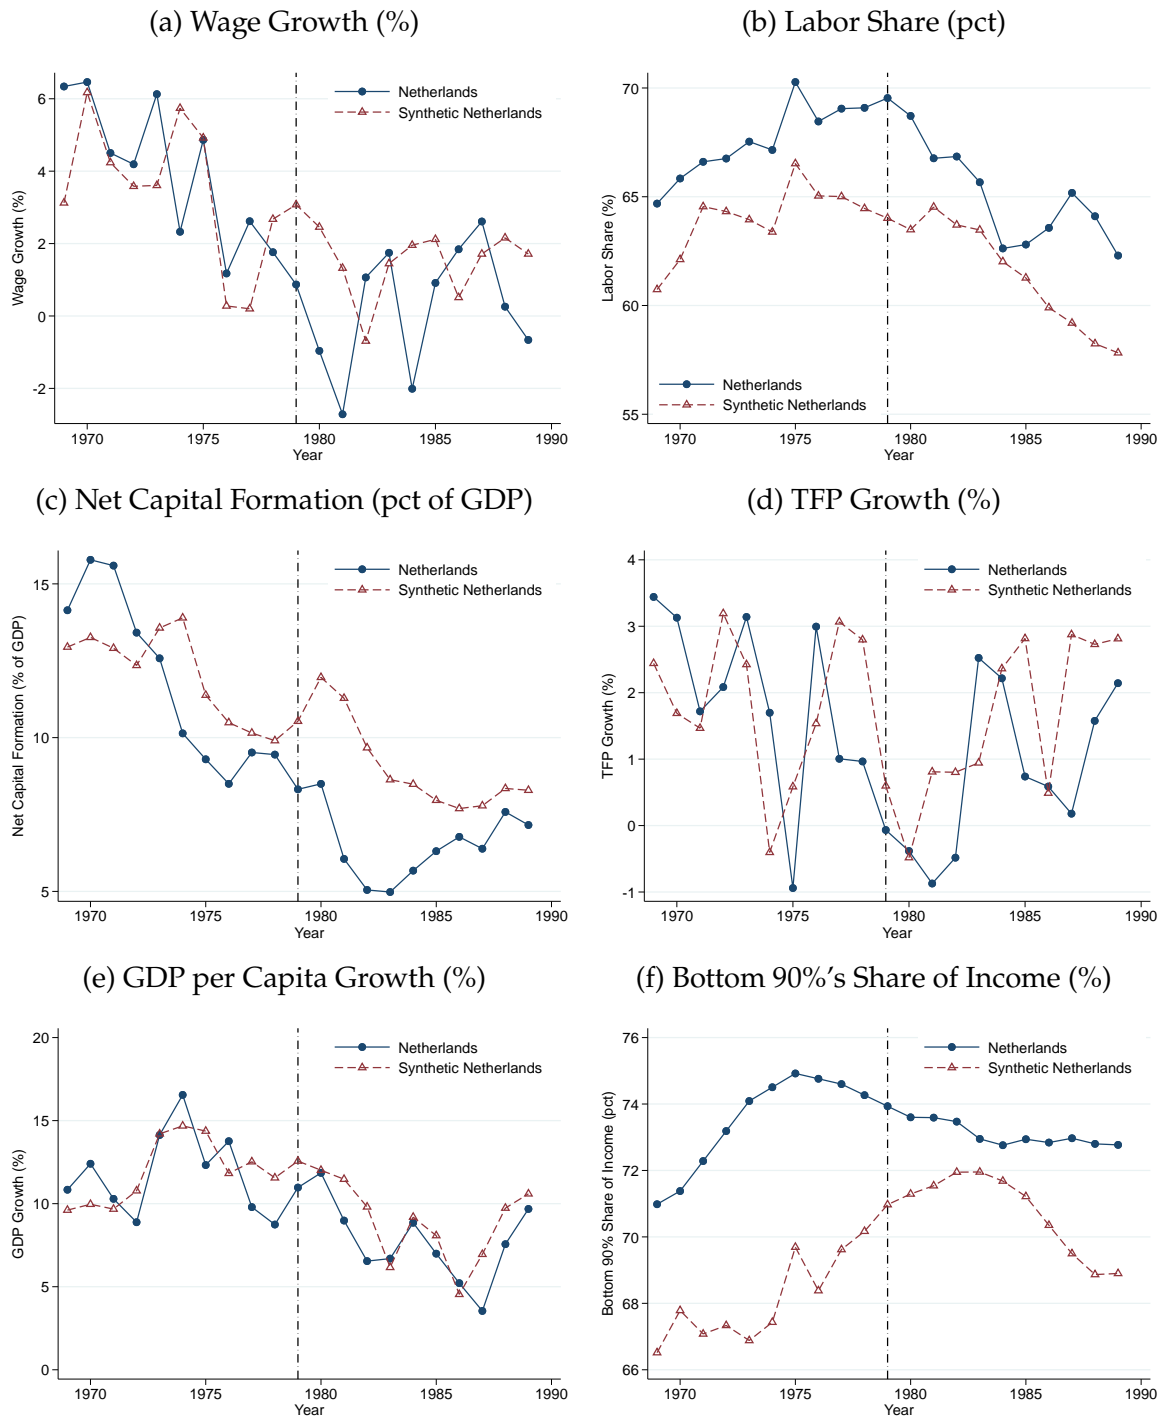 (a) Wage Growth (%)
6
4
2
0
-2
Wage Growth (%)
1970
1975
1980
1985
1990
Year
Netherlands
Synthetic Netherlands
(b) Labor Share (pct)
70
65
60
55
Labor Share (%)
1970
1975
1980
1985
1990
Year
Netherlands
Synthetic Netherlands
(c) Net Capital Formation (pct of GDP)
15
10
5
Net Capital Formation (% of GDP)
1970
1975
1980
1985
1990
Year
Netherlands
Synthetic Netherlands
(d) TFP Growth (%)
4
3
2
1
0
-1
TFP Growth (%)
1970
1975
1980
1985
1990
Year
Netherlands
Synthetic Netherlands
(e) GDP per Capita Growth (%)
20
15
10
5
0
GDP Growth (%)
1970
1975
1980
1985
1990
Year
Netherlands
Synthetic Netherlands
(f) Bottom 90%’s Share of Income (%)
76
74
72
70
68
66
Bottom 90% Share of Income (pct)
1970
1975
1980
1985
1990
Year
Netherlands
Synthetic Netherlands